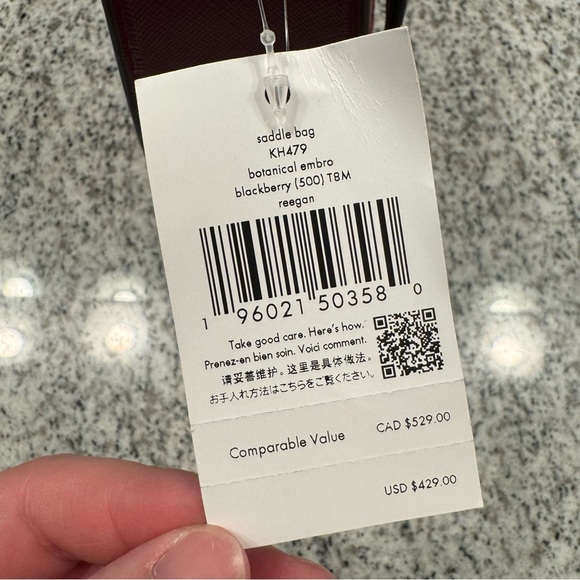 saddle bag
KH479
botanical embro
blackberry (500) TBM
reegan
1 96021 50358 0
Take good care. Here's how.
Prenez-en bien soin. Voici comment.
请妥善维护。这里是具体做法。
お手入れ方法はこちらをご覧ください。
Comparable Value CAD $529.00
USD $429.00